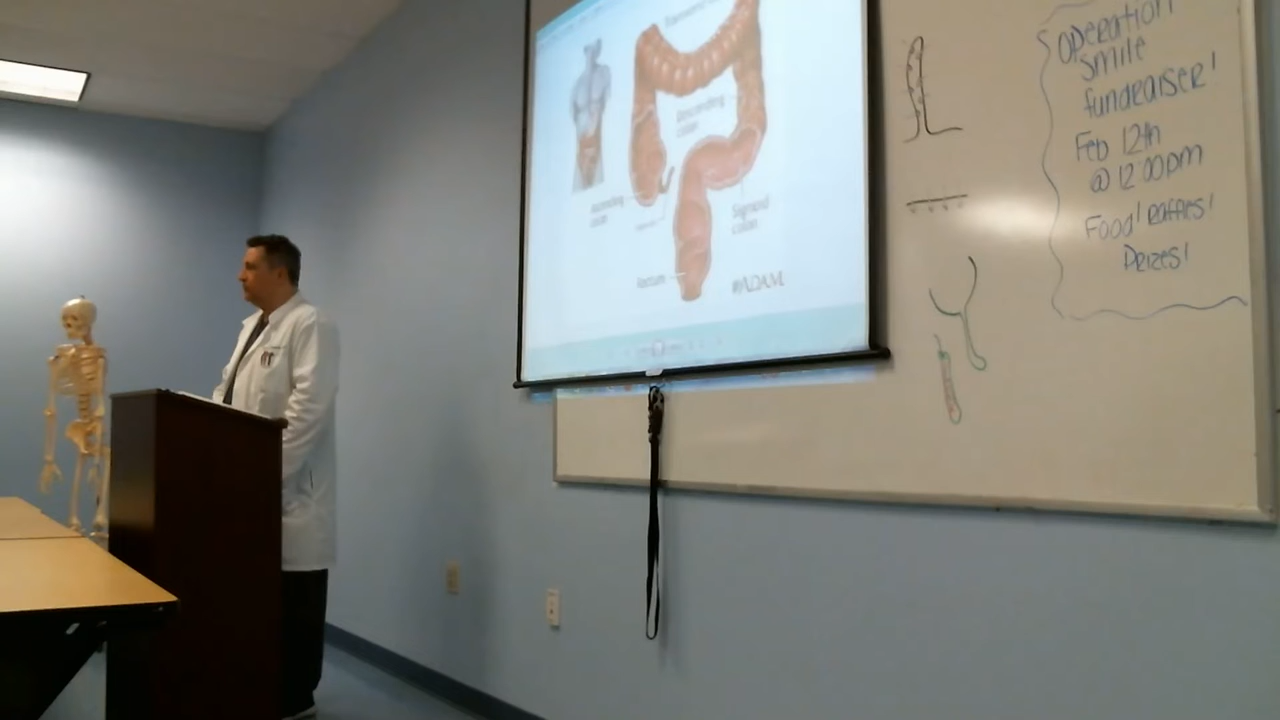 Descending
colon
Ascending
colon
Sigmoid
colon
Rectum
ADAM
Operation
Smile
fundraiser!
Feb 12th
@ 12:00pm
Food! Raffles!
Prizes!